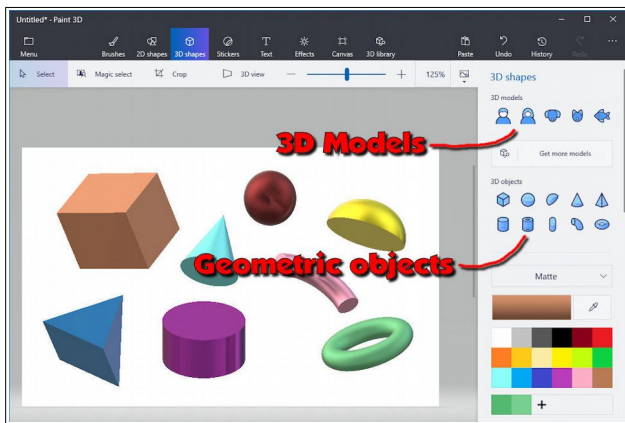 Untitled* - Paint 3D
Menu
Brushes
2D shapes
3D shapes
Stickers
Text
Effects
Canvas
3D library
Paste
Undo
History
Redo
Select
Magic select
Crop
3D view
125%
3D shapes
3D models
3D Models
Get more models
3D objects
Geometric objects
Matte